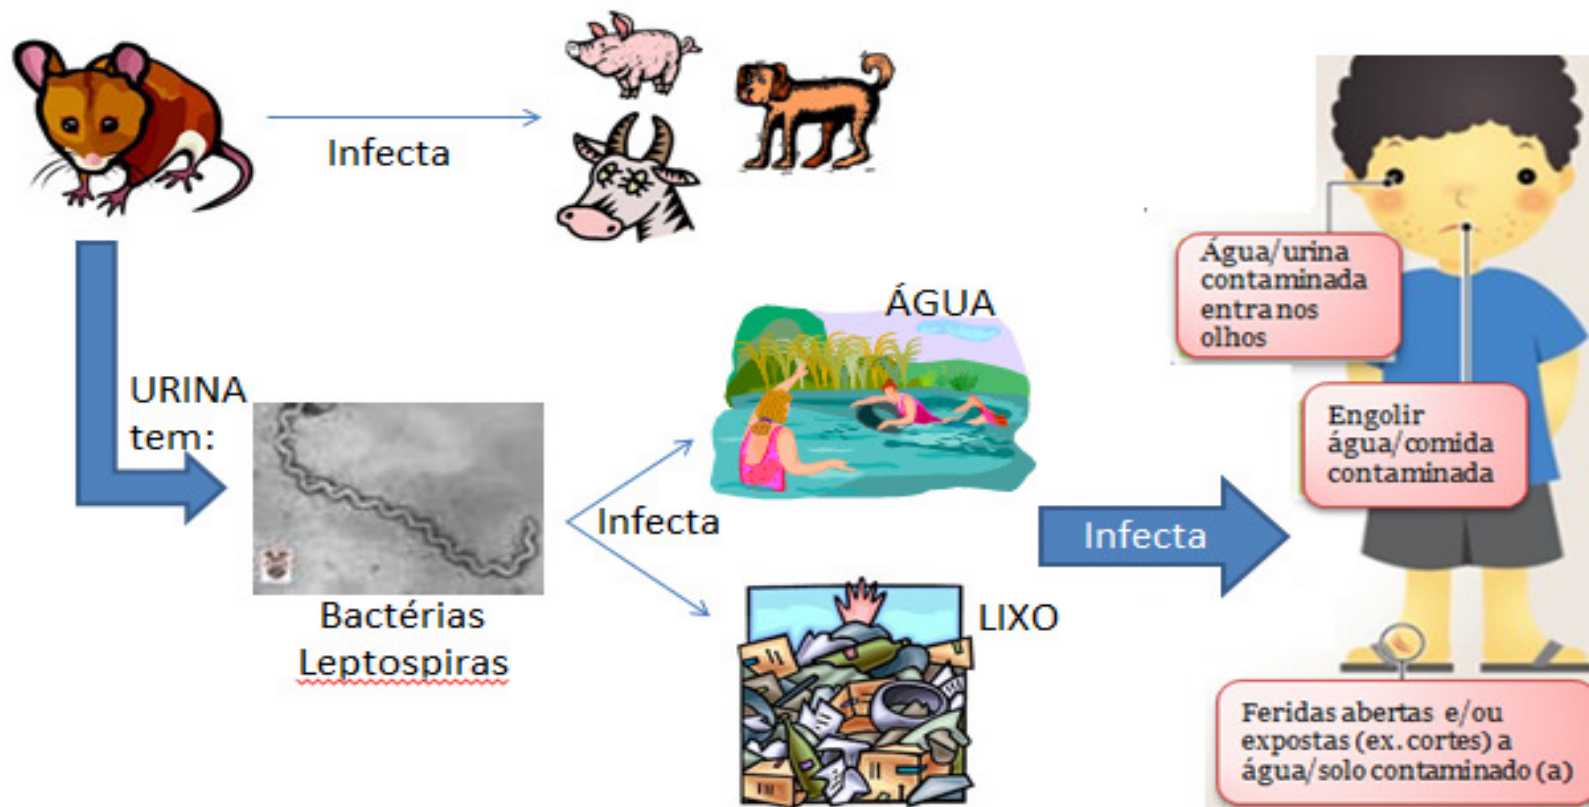 Infecta
ÁGUA
Água/urina
contaminada
entra nos
olhos
URINA
tem:
Engolir
água/comida
contaminada
Infecta
Infecta
Bactérias
Leptospiras
LIXO
Feridas abertas e/ou
expostas (ex. cortes) a
água/solo contaminado (a)